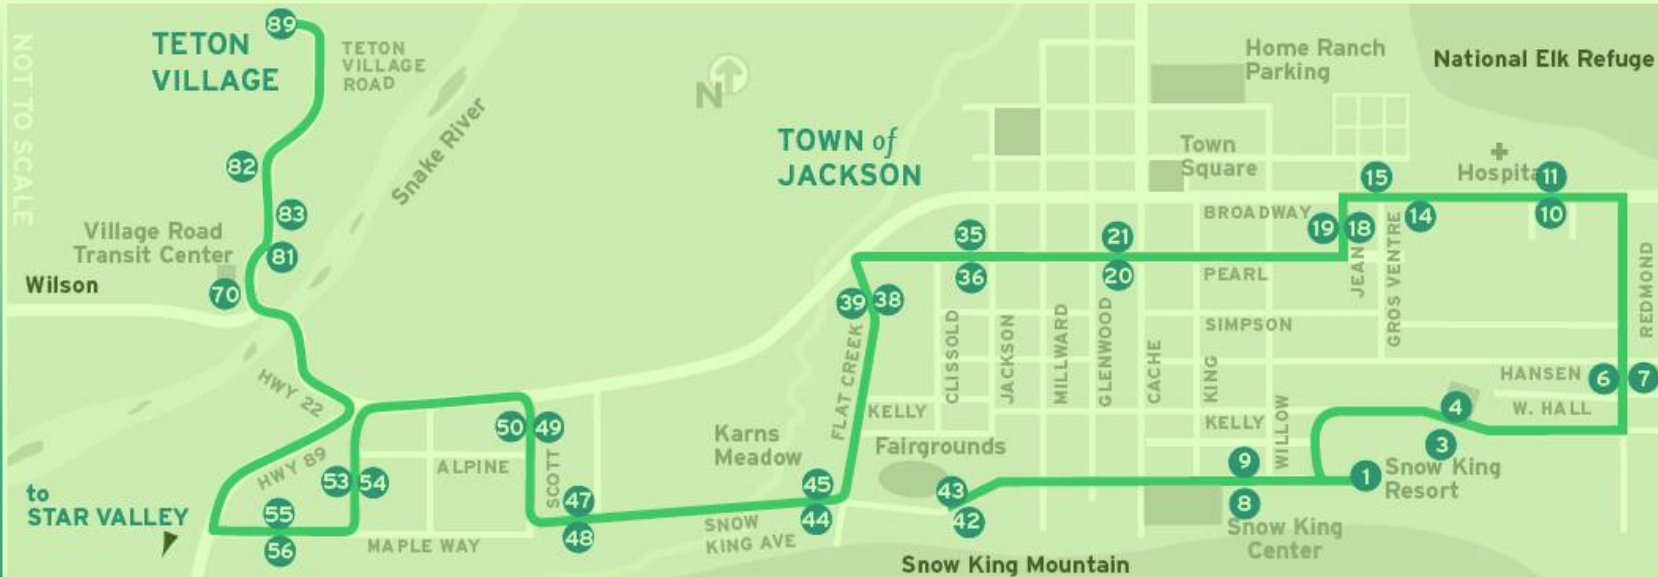 NOT TO SCALE
89
TETON
VILLAGE
TETON
VILLAGE
ROAD
82
83
81
70
Village Road
Transit Center
Wilson
Snake River
N
TOWN of
JACKSON
Home Ranch
Parking
National Elk Refuge
Town
Square
Hospita
15
11
14
10
19
18
BROADWAY
35
36
21
20
PEARL
JEAN
GROS VENTRE
REDMOND
39
38
SIMPSON
CLISSOLD
JACKSON
MILLWARD
GLENWOOD
CACHE
KING
WILLOW
HANSEN
6
7
W. HALL
4
3
KELLY
KELLY
FLAT CREEK
HWY 22
HWY 89
50
49
SCOTT
ALPINE
53
54
55
56
MAPLE WAY
47
48
Karns
Meadow
45
44
SNOW
KING AVE
Fairgrounds
43
42
9
8
1
Snow King
Resort
Snow King
Center
Snow King Mountain
to
STAR VALLEY